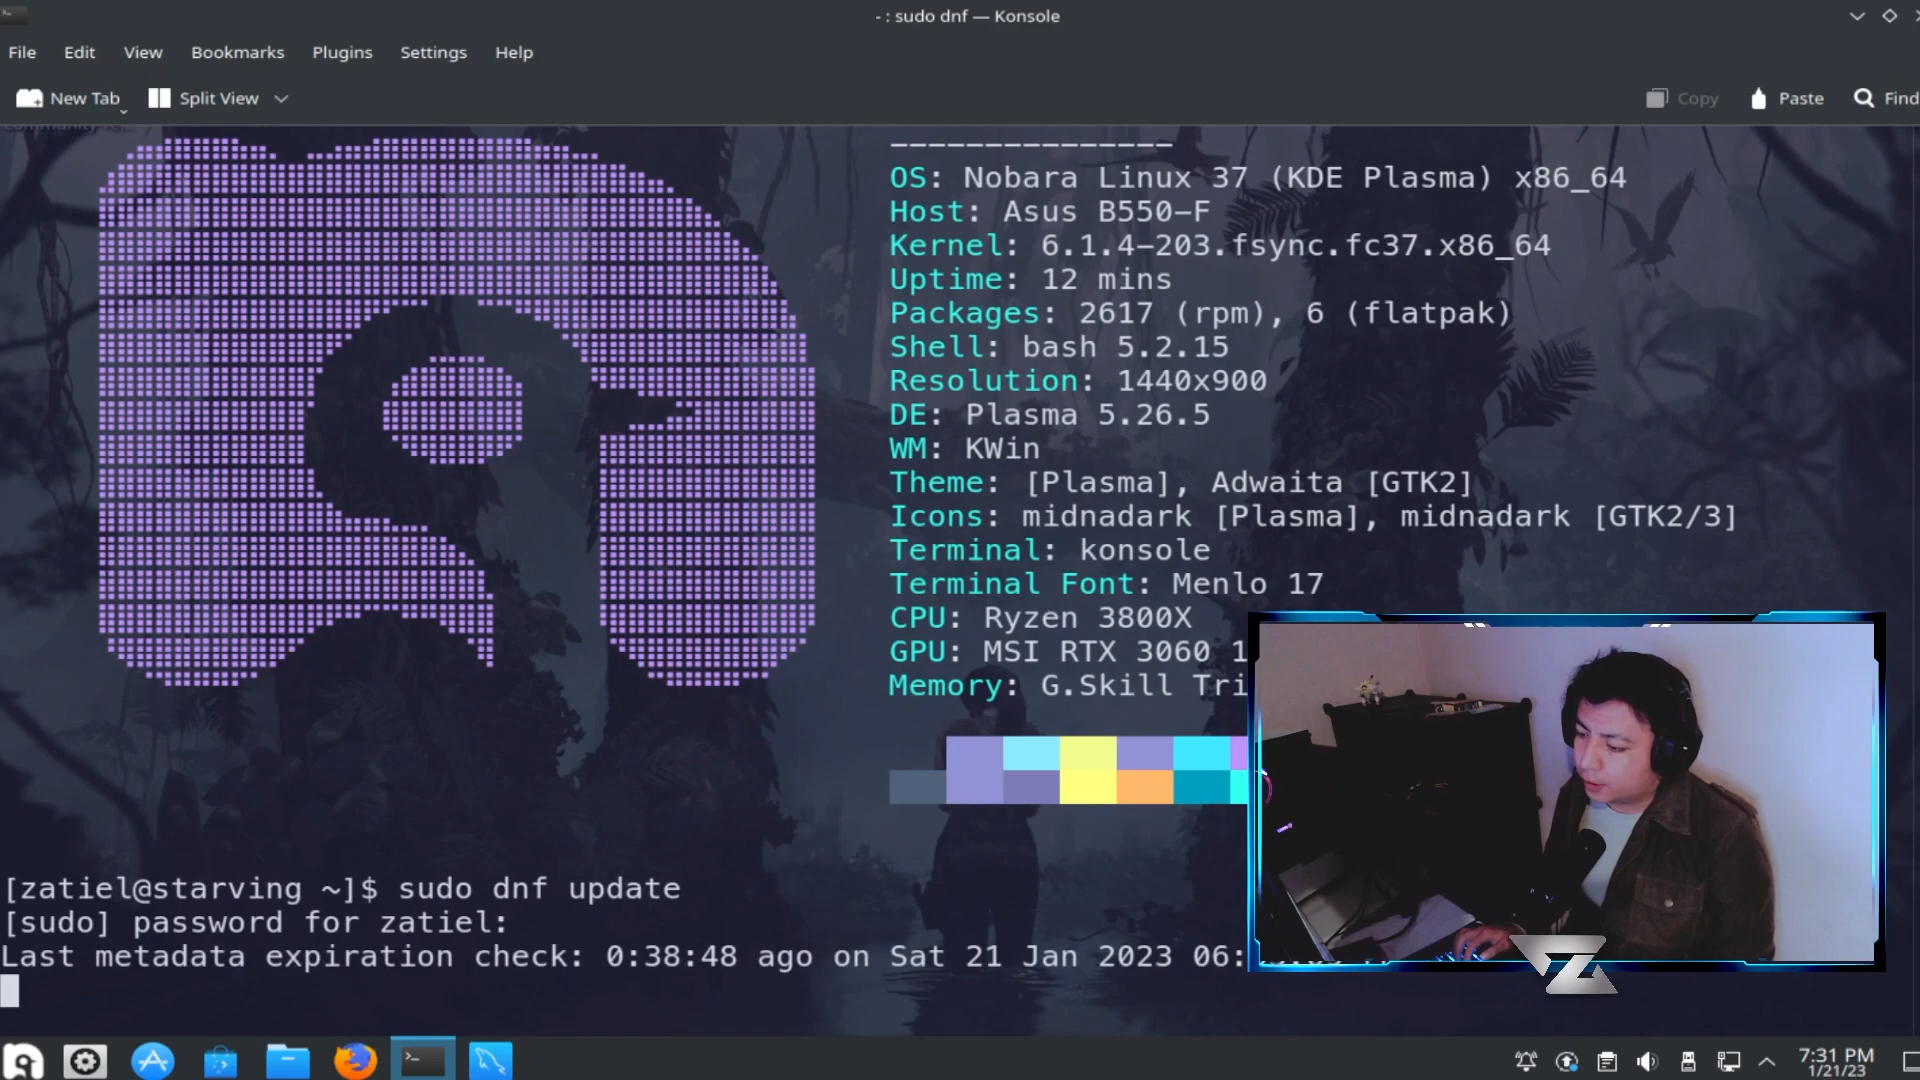 - : sudo dnf — Konsole
File Edit View Bookmarks Plugins Settings Help
New Tab Split View Copy Paste Find
OS: Nobara Linux 37 (KDE Plasma) x86_64
Host: Asus B550-F
Kernel: 6.1.4-203.fsync.fc37.x86_64
Uptime: 12 mins
Packages: 2617 (rpm), 6 (flatpak)
Shell: bash 5.2.15
Resolution: 1440x900
DE: Plasma 5.26.5
WM: KWin
Theme: [Plasma], Adwaita [GTK2]
Icons: midnadark [Plasma], midnadark [GTK2/3]
Terminal: konsole
Terminal Font: Menlo 17
CPU: Ryzen 3800X
GPU: MSI RTX 3060 1
Memory: G.Skill Tri
[zatiel@starving ~]$ sudo dnf update
[sudo] password for zatiel:
Last metadata expiration check: 0:38:48 ago on Sat 21 Jan 2023 06:
7:31 PM
1/21/23